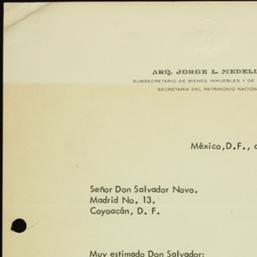 ARQ. JORGE L. MEDELL
SUBSECRETARIO DE BIENES INMUEBLES Y DE
SECRETARIA DEL PATRIMONIO NACION
México, D.F., a
Señor Don Salvador Novo.
Madrid No. 13.
Coyoacán, D. F.
Muy estimado Don Salvador: